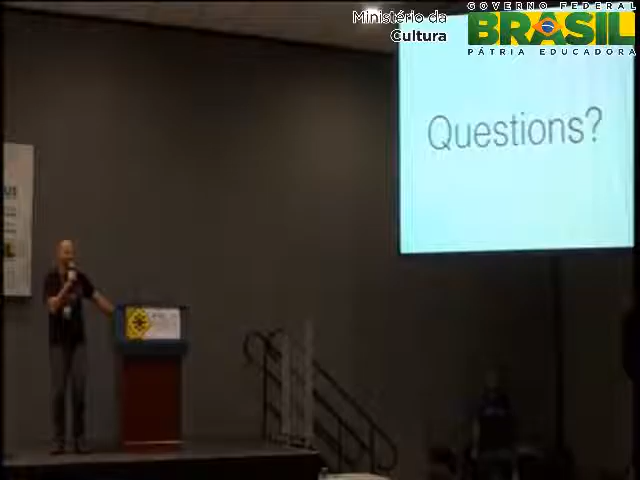 Ministério da
Cultura
GOVERNO FEDERAL
BRASIL
PÁTRIA EDUCADORA
Questions?